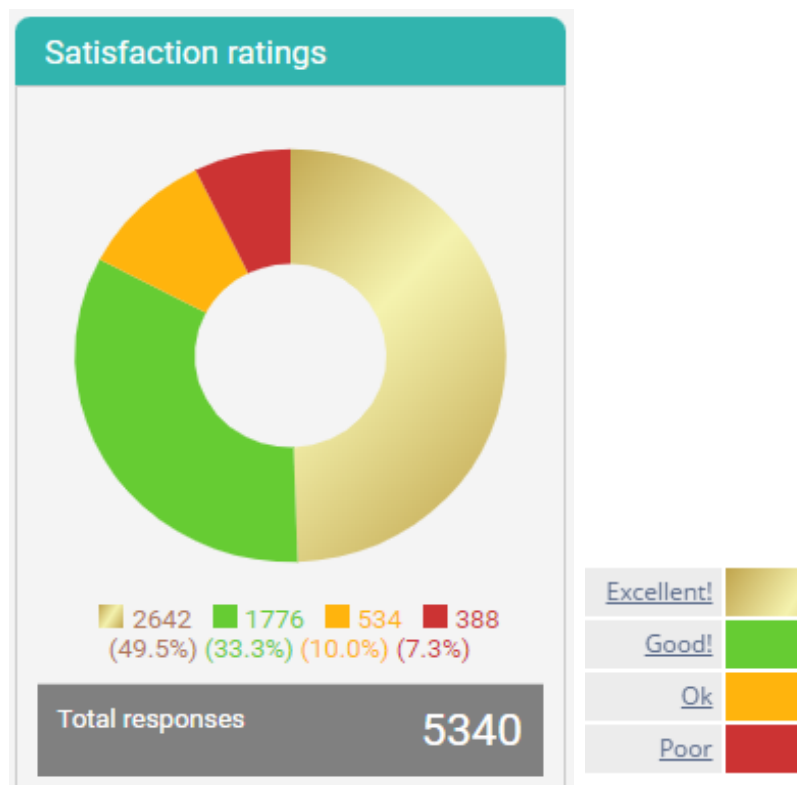 Satisfaction ratings
2642 1776 534 388
(49.5%) (33.3%) (10.0%) (7.3%)
Total responses 5340
Excellent!
Good!
Ok
Poor